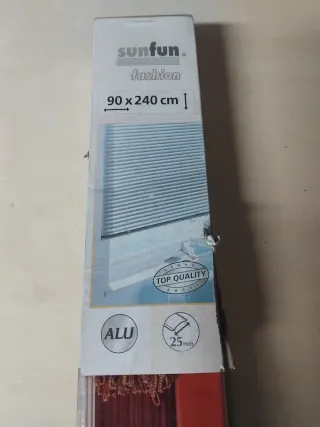 sunfun®
fashion
90 x 240 cm
TOP QUALITY
ALU
25 mm